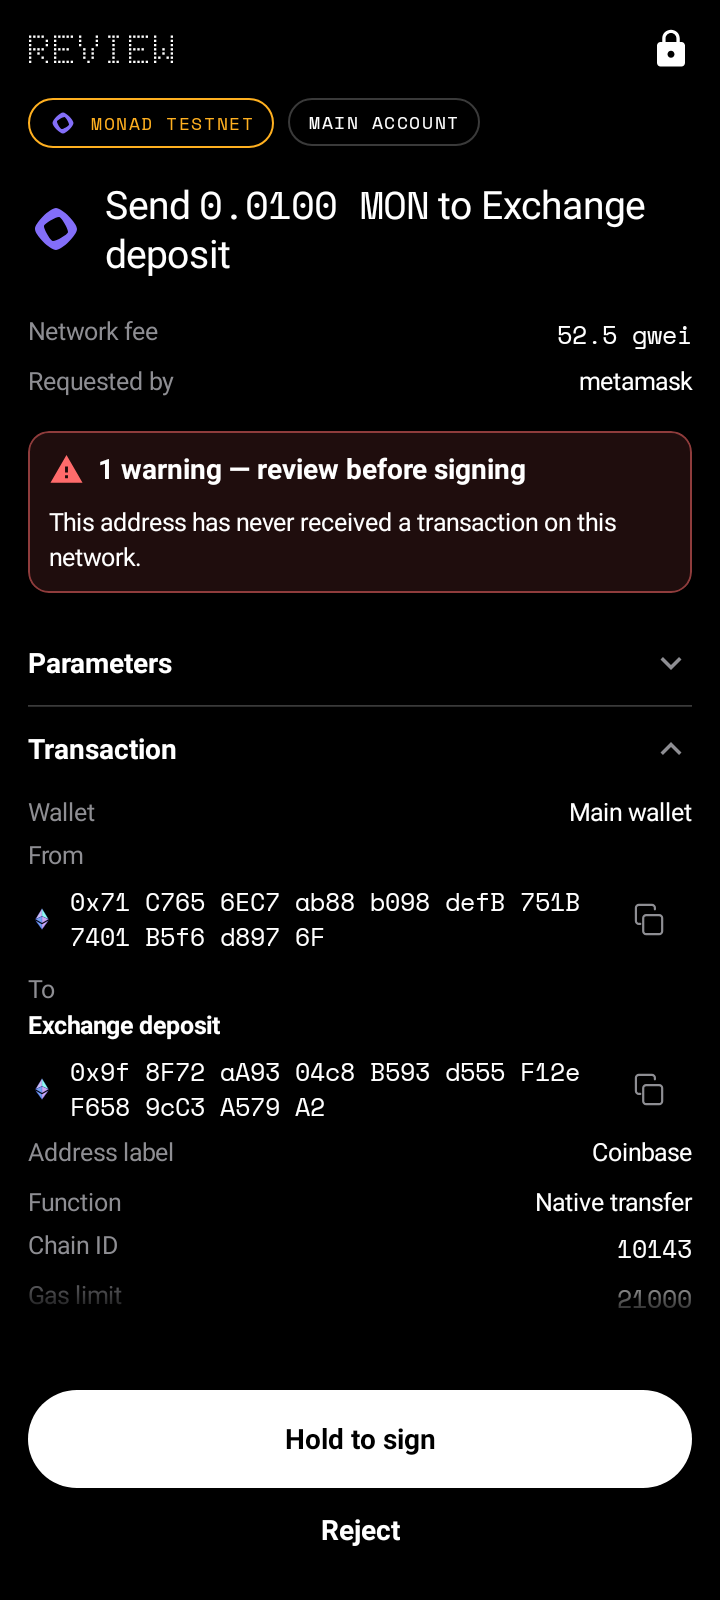 REVIEW
MONAD TESTNET
MAIN ACCOUNT
Send 0.0100 MON to Exchange
deposit
Network fee
52.5 gwei
Requested by
metamask
1 warning — review before signing
This address has never received a transaction on this
network.
Parameters
Transaction
Wallet
Main wallet
From
0x71 C765 6EC7 ab88 b098 defB 751B
7401 B5f6 d897 6F
To
Exchange deposit
0x9f 8F72 aA93 04c8 B593 d555 F12e
F658 9cC3 A579 A2
Address label
Coinbase
Function
Native transfer
Chain ID
10143
Gas limit
21000
Hold to sign
Reject